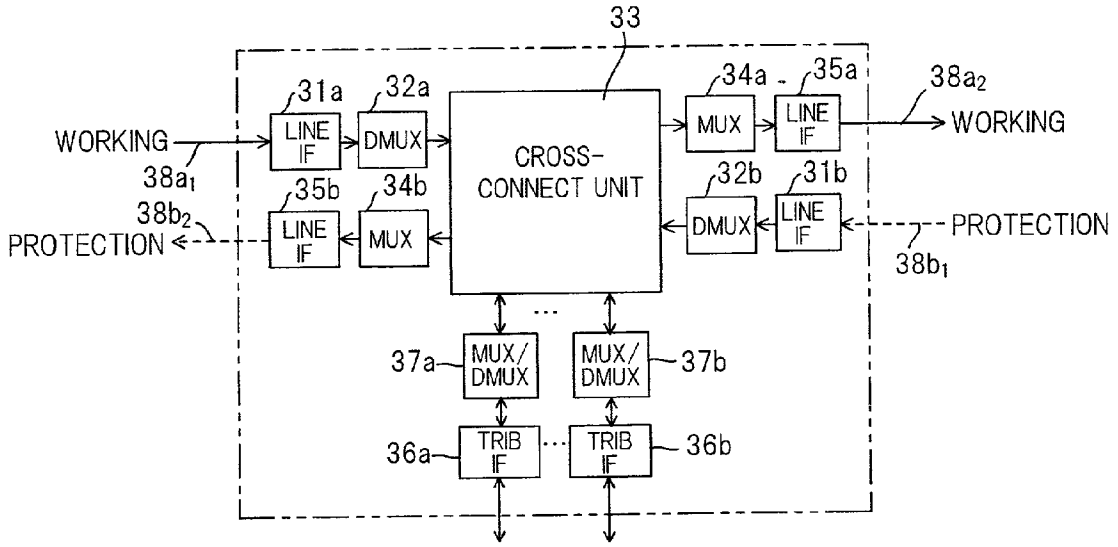 33
31a
32a
34a
35a
38a2
WORKING
LINE IF
DMUX
CROSS-CONNECT UNIT
MUX
LINE IF
WORKING
38a1
35b
34b
32b
31b
38b2
PROTECTION
LINE IF
MUX
DMUX
LINE IF
PROTECTION
38b1
...
37a
MUX/DMUX
MUX/DMUX
37b
36a
TRIB IF
...
TRIB IF
36b